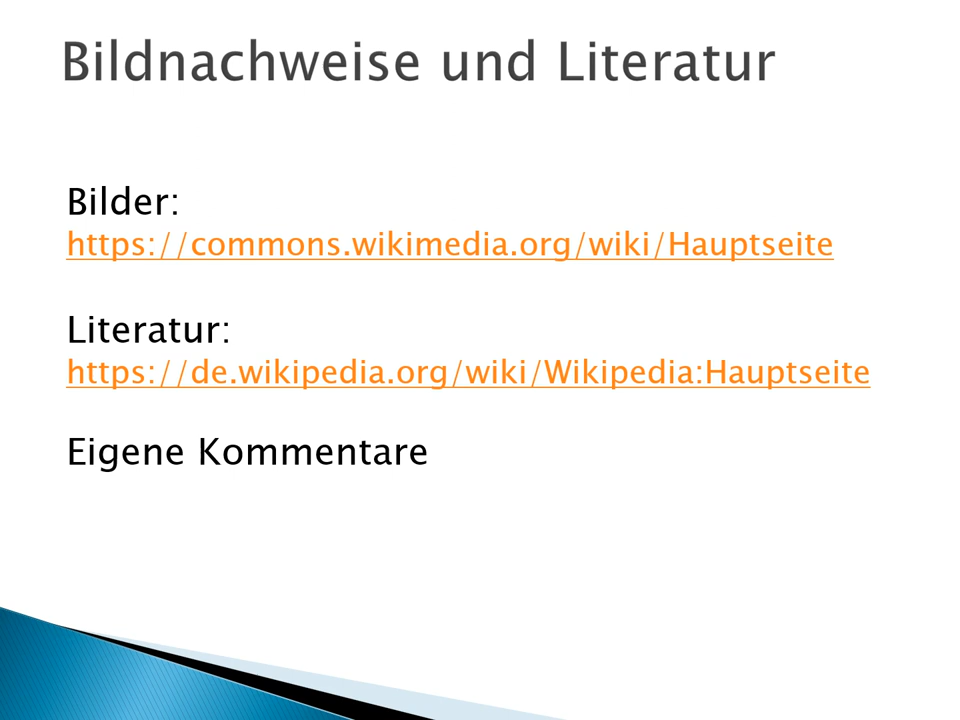 Bildnachweise und Literatur
Bilder:
https://commons.wikimedia.org/wiki/Hauptseite
Literatur:
https://de.wikipedia.org/wiki/Wikipedia:Hauptseite
Eigene Kommentare